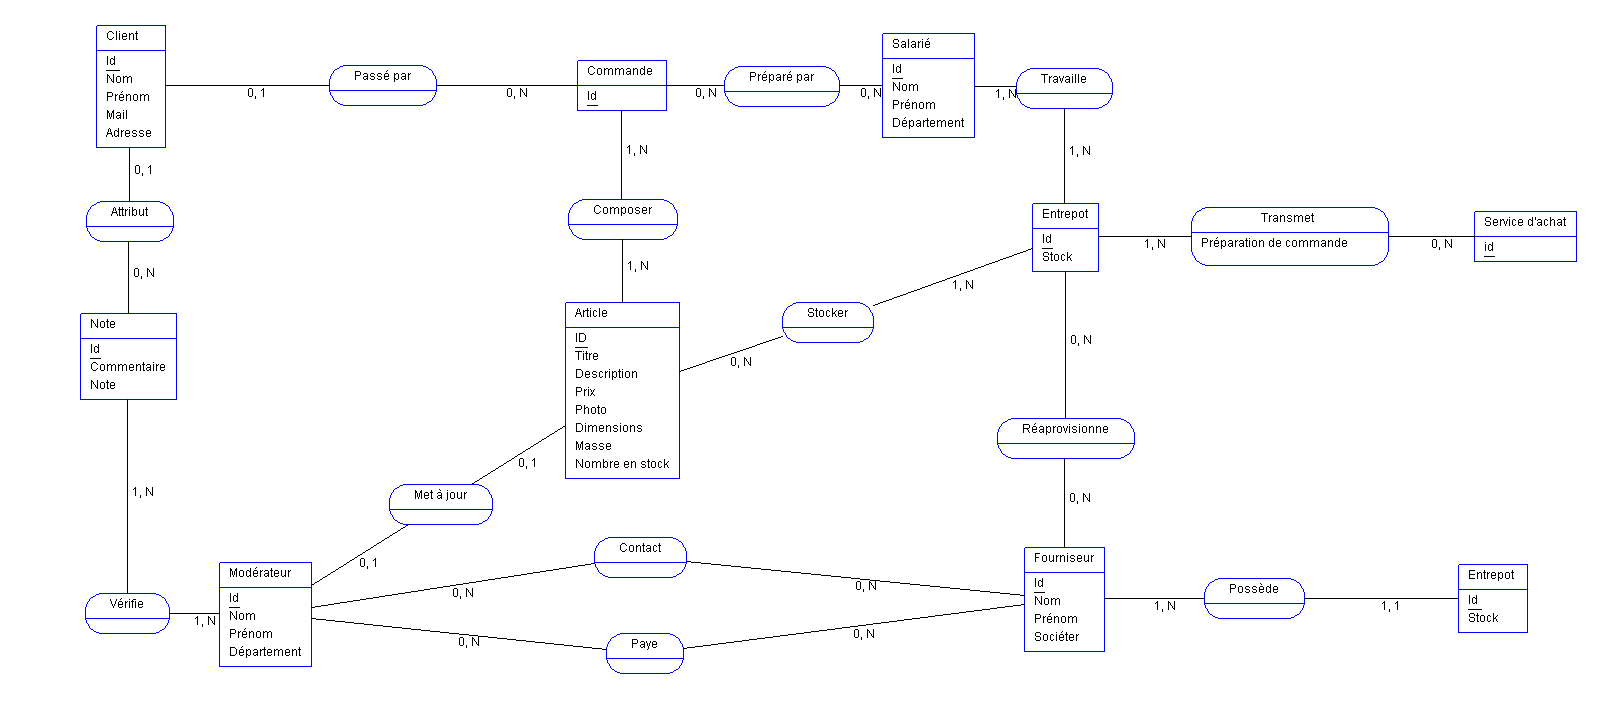 Client
Id
Nom
Prénom
Mail
Adresse
0, 1
Passé par
0, N
Commande
Id
0, N
Préparé par
0, N
Salarié
Id
Nom
Prénom
Département
1, N
Travaille
0, 1
Attribut
0, N
1, N
Composer
1, N
1, N
Entrepot
Id
Stock
1, N
Transmet
Préparation de commande
0, N
Service d'achat
id
Note
Id
Commentaire
Note
Article
ID
Titre
Description
Prix
Photo
Dimensions
Masse
Nombre en stock
0, N
Stocker
1, N
0, N
Réaprovisionne
0, N
1, N
Vérifie
1, N
0, 1
Met à jour
0, 1
Modérateur
Id
Nom
Prénom
Département
0, N
Contact
0, N
0, N
Paye
0, N
Fourniseur
Id
Nom
Prénom
Sociéter
1, N
Possède
1, 1
Entrepot
Id
Stock